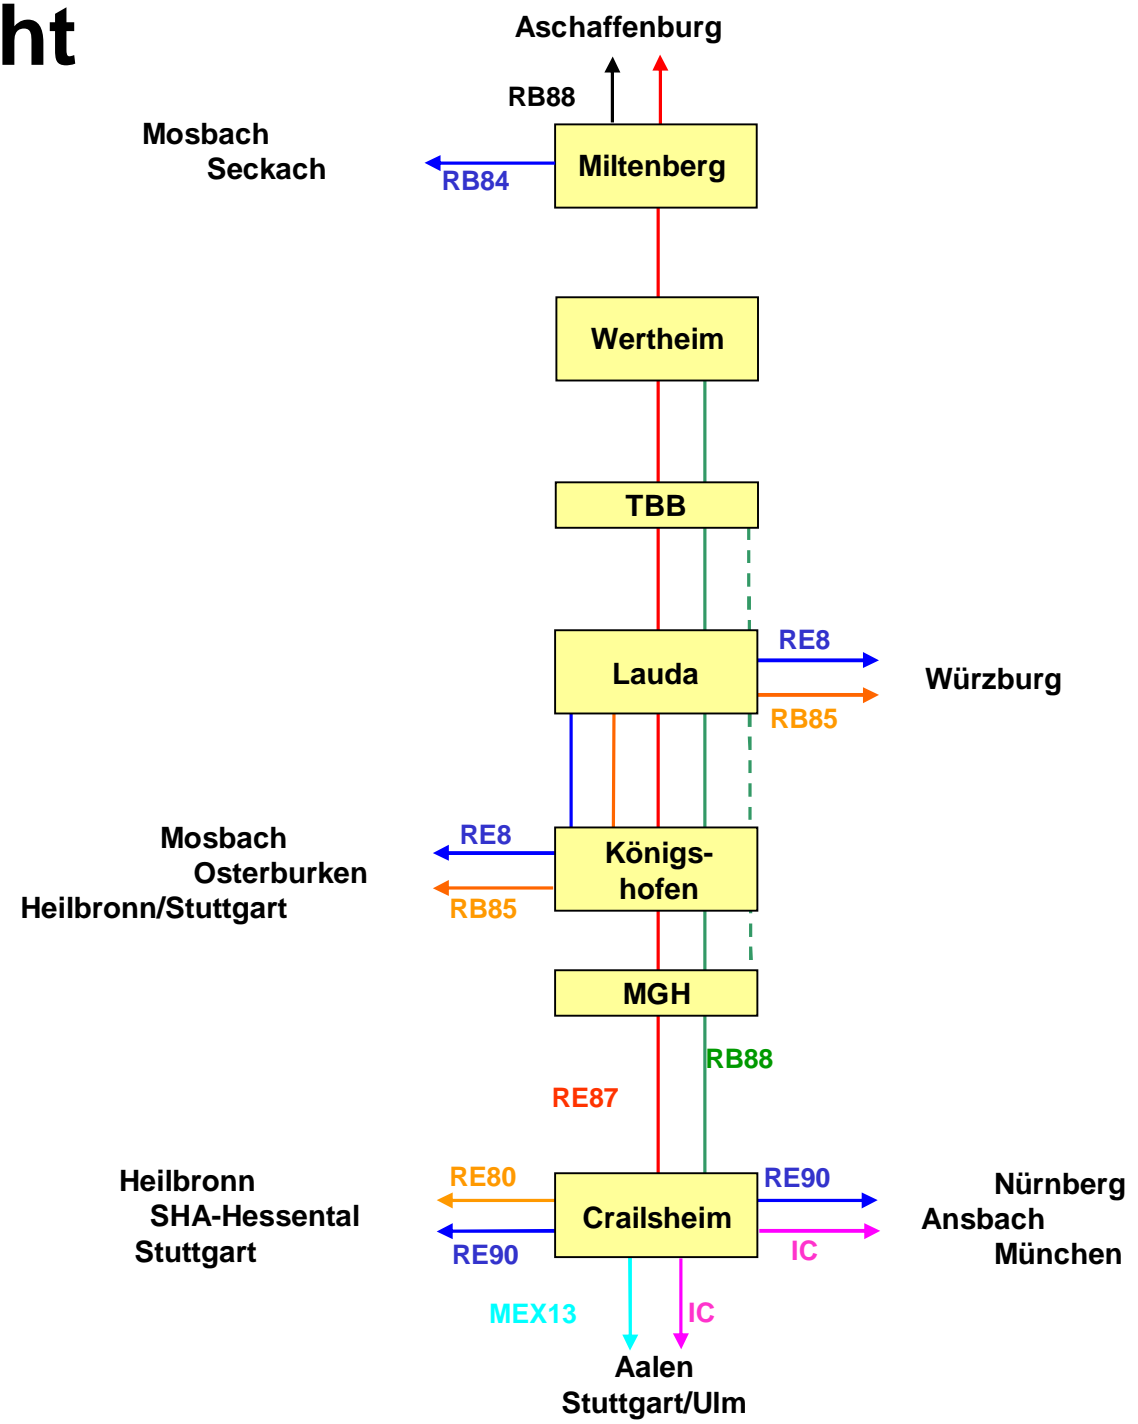 ht
Aschaffenburg
RB88
Mosbach
Seckach
RB84
Miltenberg
Wertheim
TBB
Lauda
RE8
RB85
Würzburg
Mosbach
Osterburken
Heilbronn/Stuttgart
RE8
RB85
Königs-
hofen
MGH
RB88
RE87
Heilbronn
SHA-Hessental
Stuttgart
RE80
RE90
Crailsheim
RE90
IC
Nürnberg
Ansbach
München
MEX13
IC
Aalen
Stuttgart/Ulm